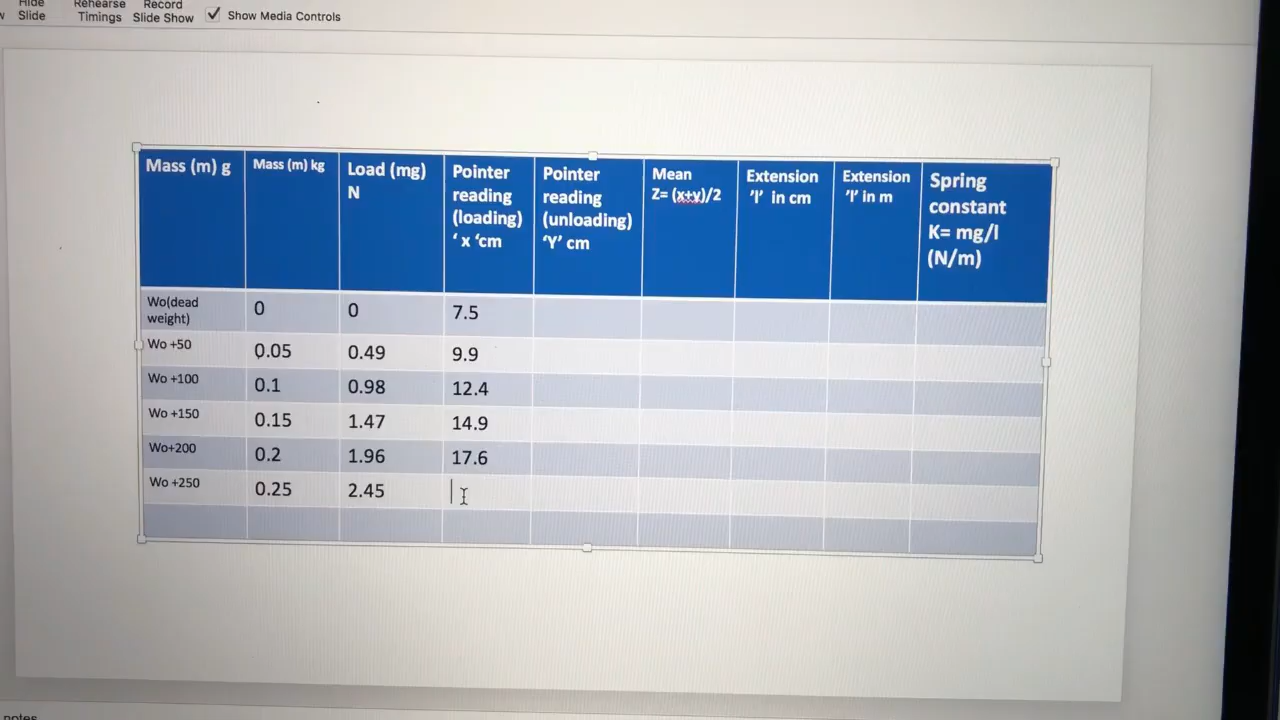 Hide
Slide
Rehearse
Timings
Record
Slide Show
Show Media Controls
Mass (m) g
Mass (m) kg
Load (mg)
N
Pointer
reading
(loading)
‘ x ‘cm
Pointer
reading
(unloading)
‘Y’ cm
Mean
Z= (x+y)/2
Extension
’l’ in cm
Extension
’l’ in m
Spring
constant
K= mg/l
(N/m)
Wo(dead
weight)
0
0
7.5
Wo +50
0.05
0.49
9.9
Wo +100
0.1
0.98
12.4
Wo +150
0.15
1.47
14.9
Wo+200
0.2
1.96
17.6
Wo +250
0.25
2.45
notes